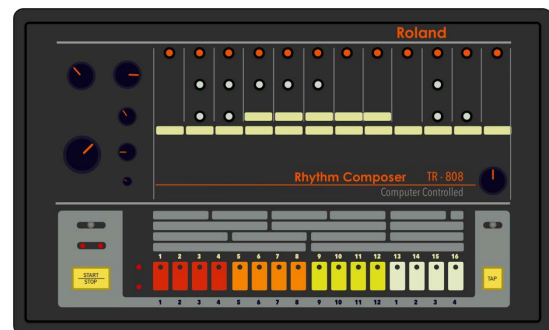 Roland
Rhythm Composer TR - 808
Computer Controlled
1 2 3 4 5 6 7 8 9 10 11 12 13 14 15 16
START
STOP
TAP
1 2 3 4 5 6 7 8 9 10 11 12 1 2 3 4